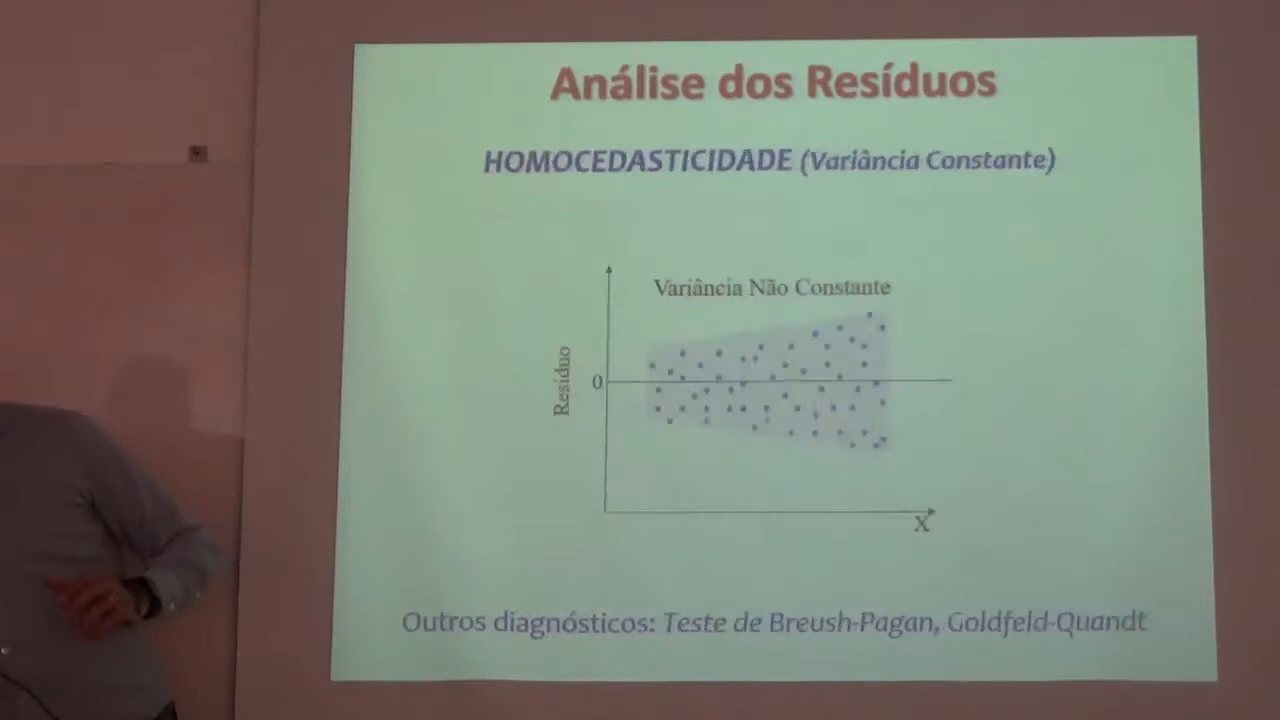 Análise dos Resíduos
HOMOCEDASTICIDADE (Variância Constante)
Variância Não Constante
Resíduo
0
X
Outros diagnósticos: Teste de Breush-Pagan, Goldfeld-Quandt